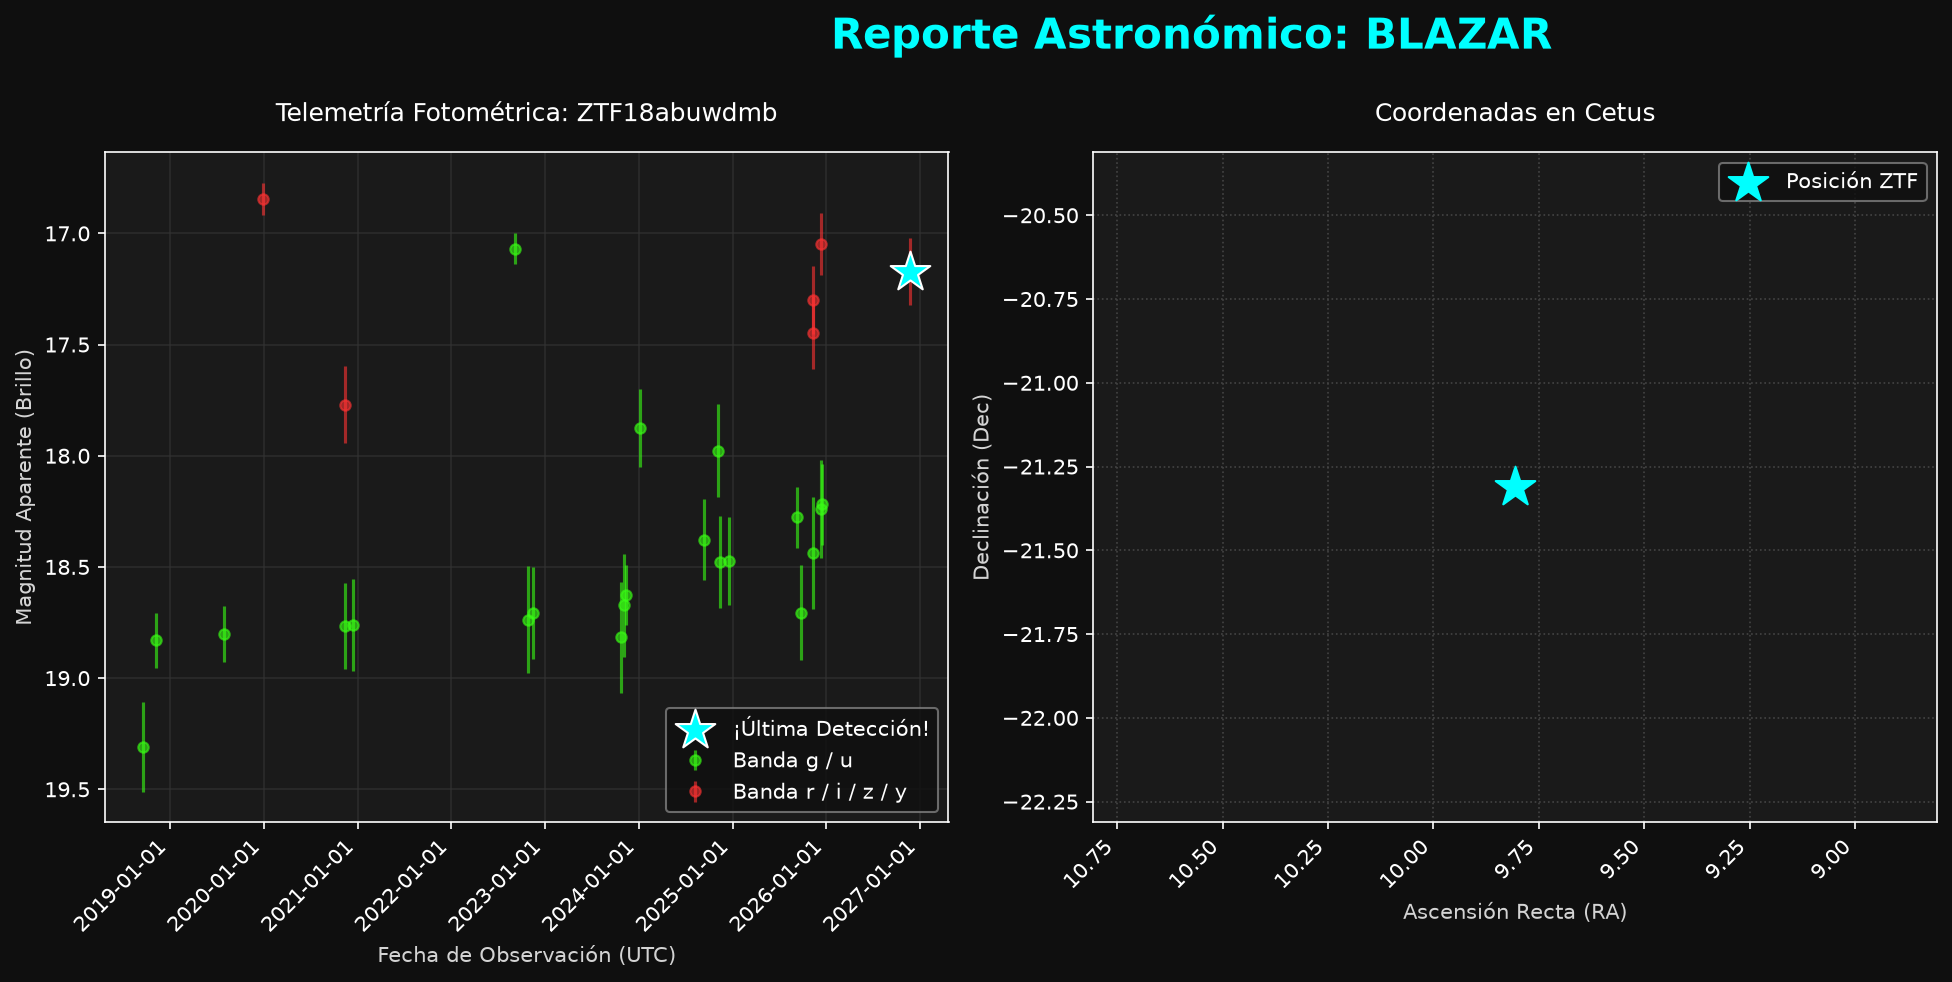 Reporte Astronómico: BLAZAR
Telemetría Fotométrica: ZTF18abuwdmb
Magnitud Aparente (Brillo)
17.0
17.5
18.0
18.5
19.0
19.5
¡Última Detección!
Banda g / u
Banda r / i / z / y
2019-01-01
2020-01-01
2021-01-01
2022-01-01
2023-01-01
2024-01-01
2025-01-01
2026-01-01
2027-01-01
Fecha de Observación (UTC)
Coordenadas en Cetus
Posición ZTF
Declinación (Dec)
−20.50
−20.75
−21.00
−21.25
−21.50
−21.75
−22.00
−22.25
10.75
10.50
10.25
10.00
9.75
9.50
9.25
9.00
Ascensión Recta (RA)